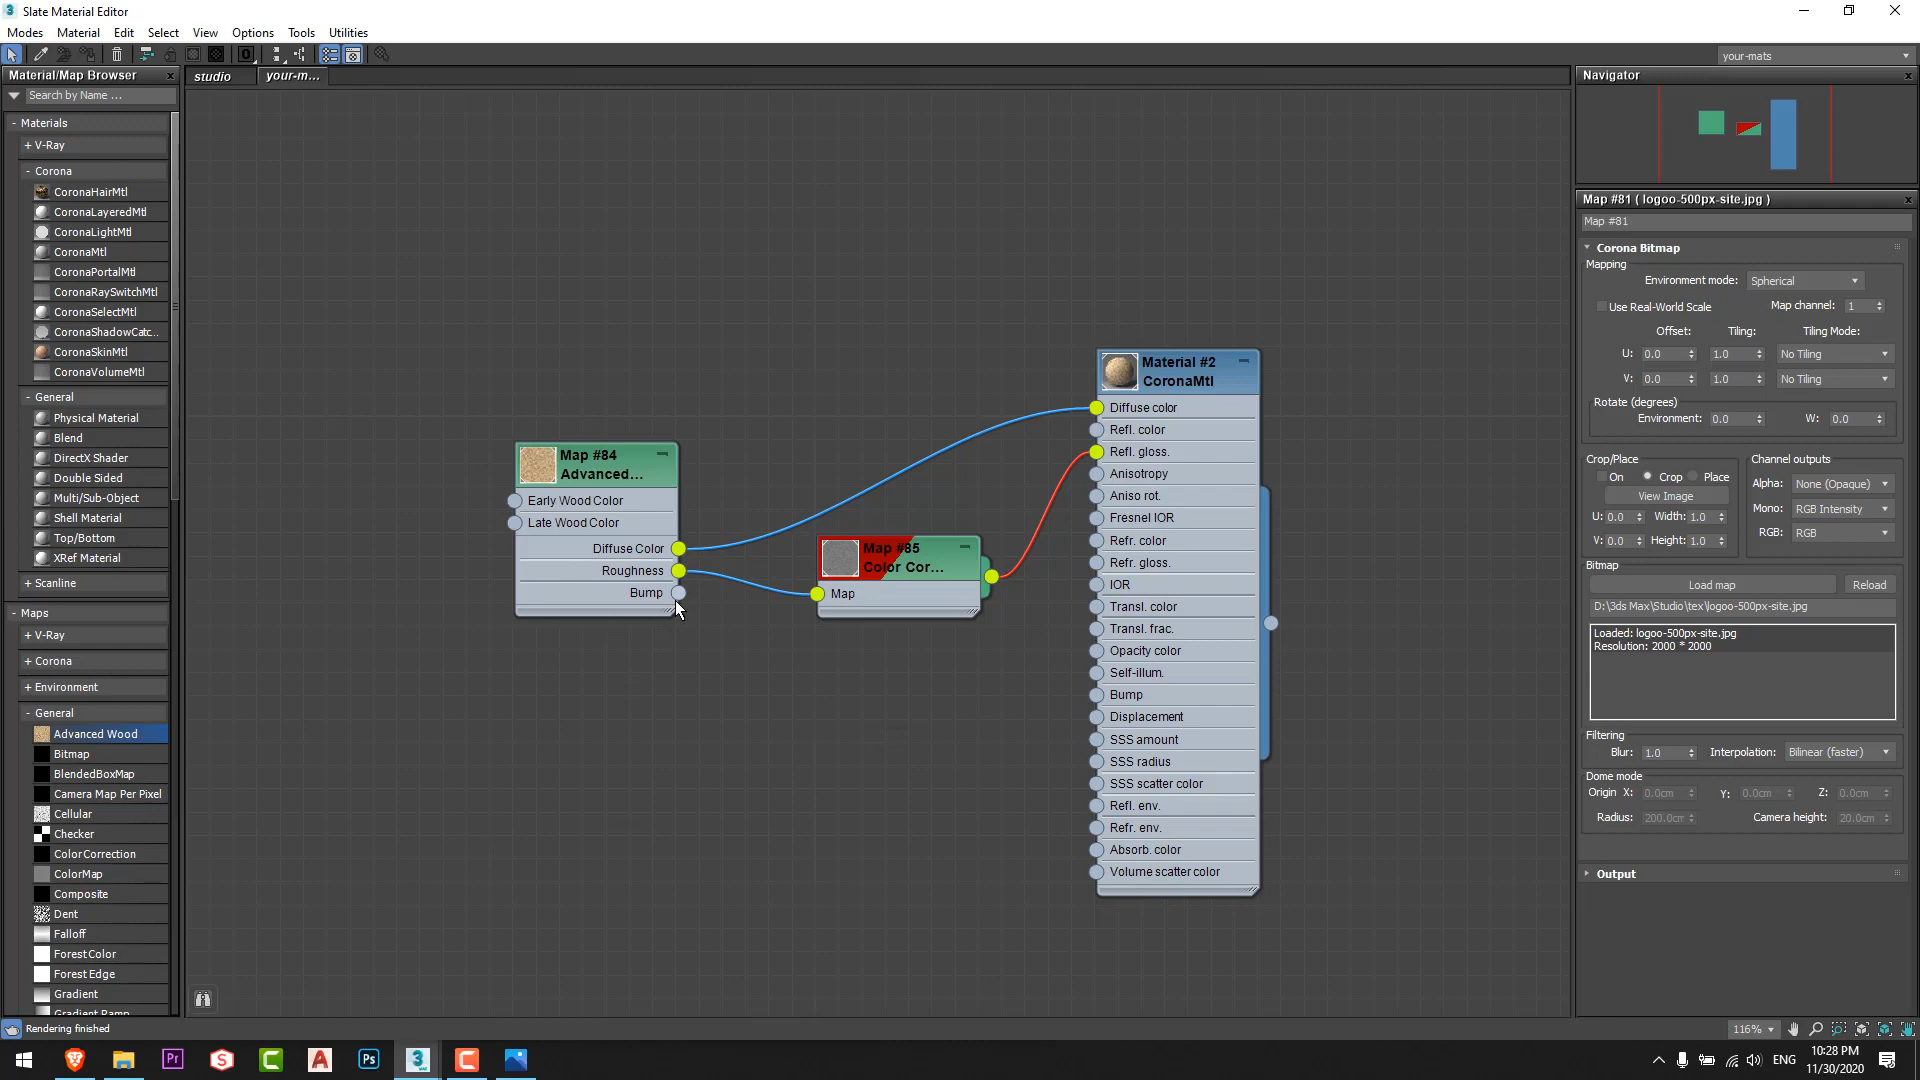 Slate Material Editor
Modes Material Edit Select View Options Tools Utilities
your-mats
Material/Map Browser
studio
your-m...
Search by Name ...
- Materials
+ V-Ray
- Corona
CoronaHairMtl
CoronaLayeredMtl
CoronaLightMtl
CoronaMtl
CoronaPortalMtl
CoronaRaySwitchMtl
CoronaSelectMtl
CoronaShadowCatc...
CoronaSkinMtl
CoronaVolumeMtl
- General
Physical Material
Blend
DirectX Shader
Double Sided
Multi/Sub-Object
Shell Material
Top/Bottom
XRef Material
+ Scanline
- Maps
+ V-Ray
+ Corona
+ Environment
- General
Advanced Wood
Bitmap
BlendedBoxMap
Camera Map Per Pixel
Cellular
Checker
Color Correction
ColorMap
Composite
Dent
Falloff
Forest Color
Forest Edge
Gradient
Gradient Ramp
Map #84
Advanced...
Early Wood Color
Late Wood Color
Diffuse Color
Roughness
Bump
Map #85
Color Cor...
Map
Material #2
CoronaMtl
Diffuse color
Refl. color
Refl. gloss.
Anisotropy
Aniso rot.
Fresnel IOR
Refr. color
Refr. gloss.
IOR
Transl. color
Transl. frac.
Opacity color
Self-illum.
Bump
Displacement
SSS amount
SSS radius
SSS scatter color
Refl. env.
Refr. env.
Absorb. color
Volume scatter color
Navigator
Map #81 ( logoo-500px-site.jpg )
Map #81
Corona Bitmap
Mapping
Environment mode: Spherical
Use Real-World Scale Map channel: 1
Offset: Tiling: Tiling Mode:
U: 0.0 1.0 No Tiling
V: 0.0 1.0 No Tiling
Rotate (degrees)
Environment: 0.0 W: 0.0
Crop/Place
On Crop Place
View Image
U: 0.0 Width: 1.0
V: 0.0 Height: 1.0
Channel outputs
Alpha: None (Opaque)
Mono: RGB Intensity
RGB: RGB
Bitmap
Load map Reload
D:\3ds Max\Studio\tex\logoo-500px-site.jpg
Loaded: logoo-500px-site.jpg
Resolution: 2000 * 2000
Filtering
Blur: 1.0 Interpolation: Bilinear (faster)
Dome mode
Origin X: 0.0cm Y: 0.0cm Z: 0.0cm
Radius: 200.0cm Camera height: 20.0cm
Output
Rendering finished
116%
Pr
S
C
A
Ps
3
MAX
C
ENG
10:28 PM
11/30/2020